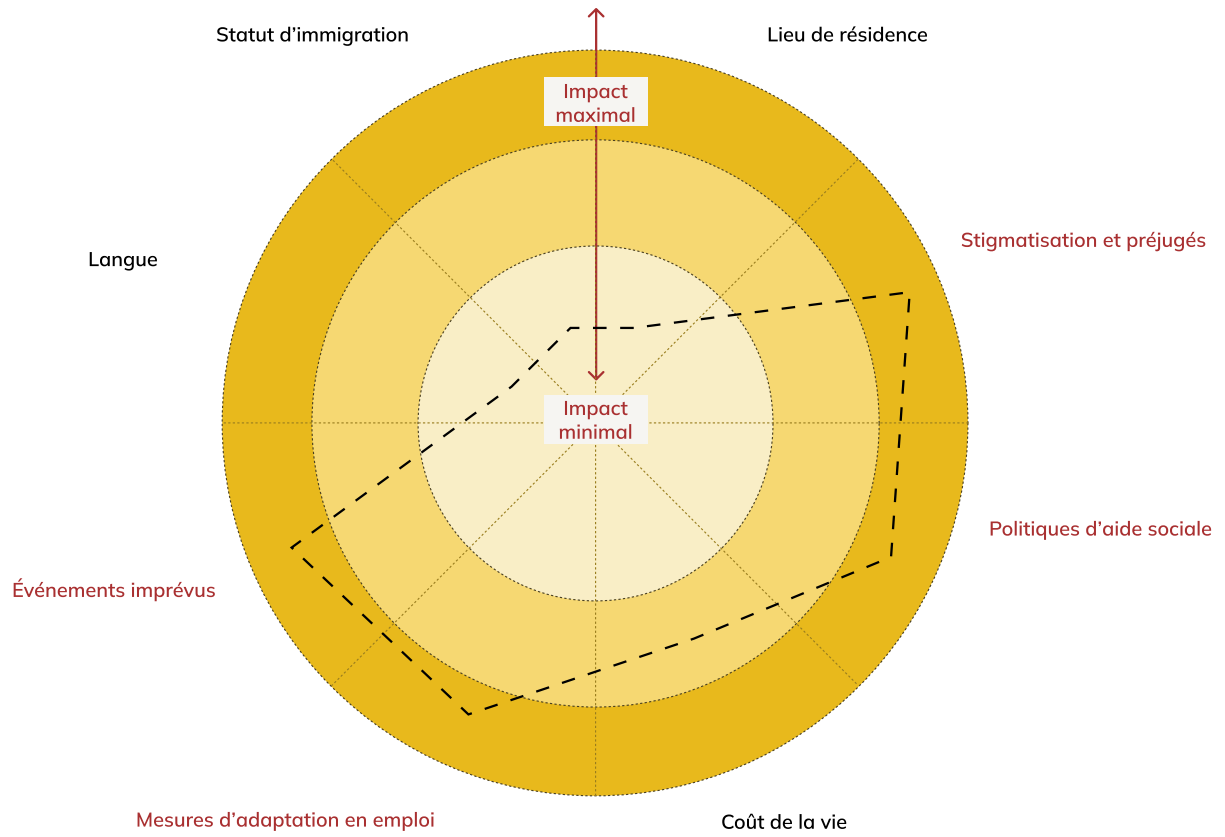 Statut d’immigration
Lieu de résidence
Impact
maximal
Stigmatisation et préjugés
Langue
Impact
minimal
Politiques d’aide sociale
Événements imprévus
Mesures d’adaptation en emploi
Coût de la vie